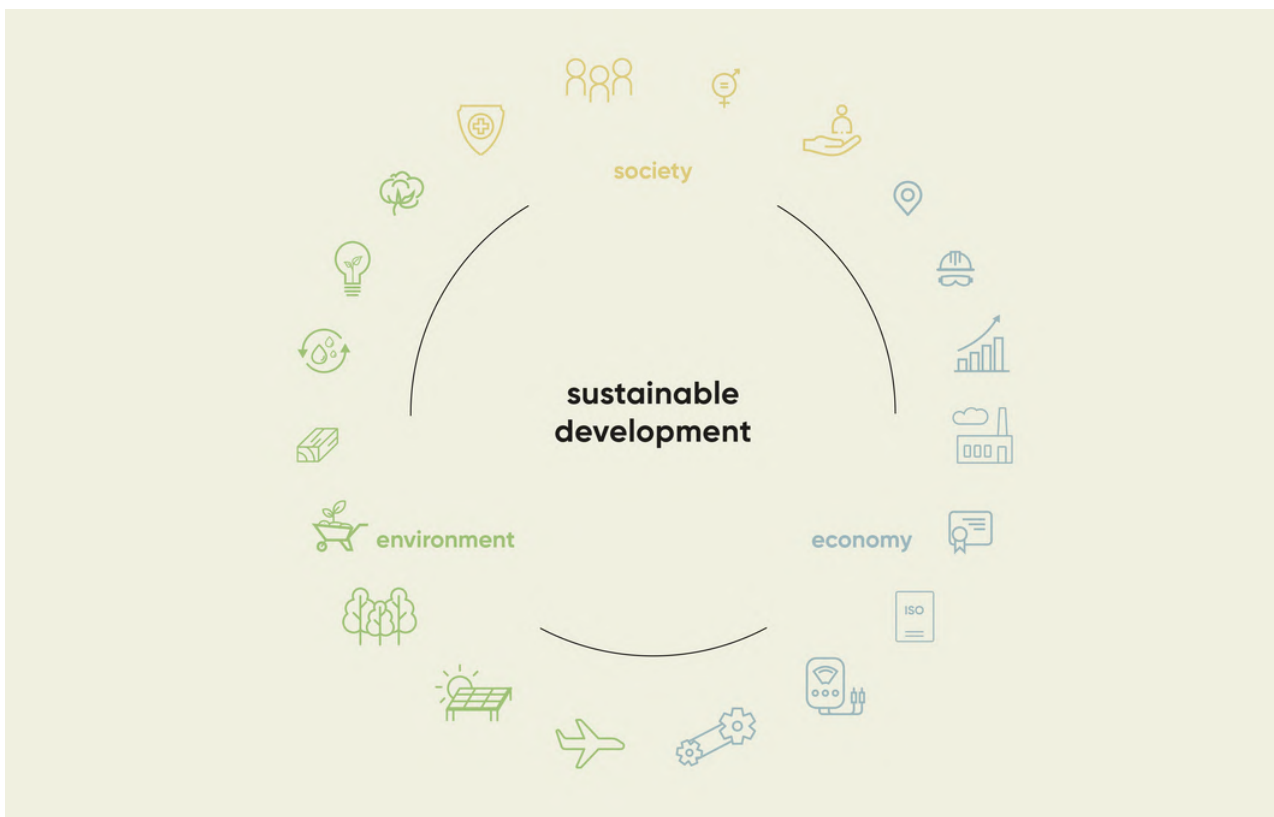 society
sustainable
development
environment
economy
ISO